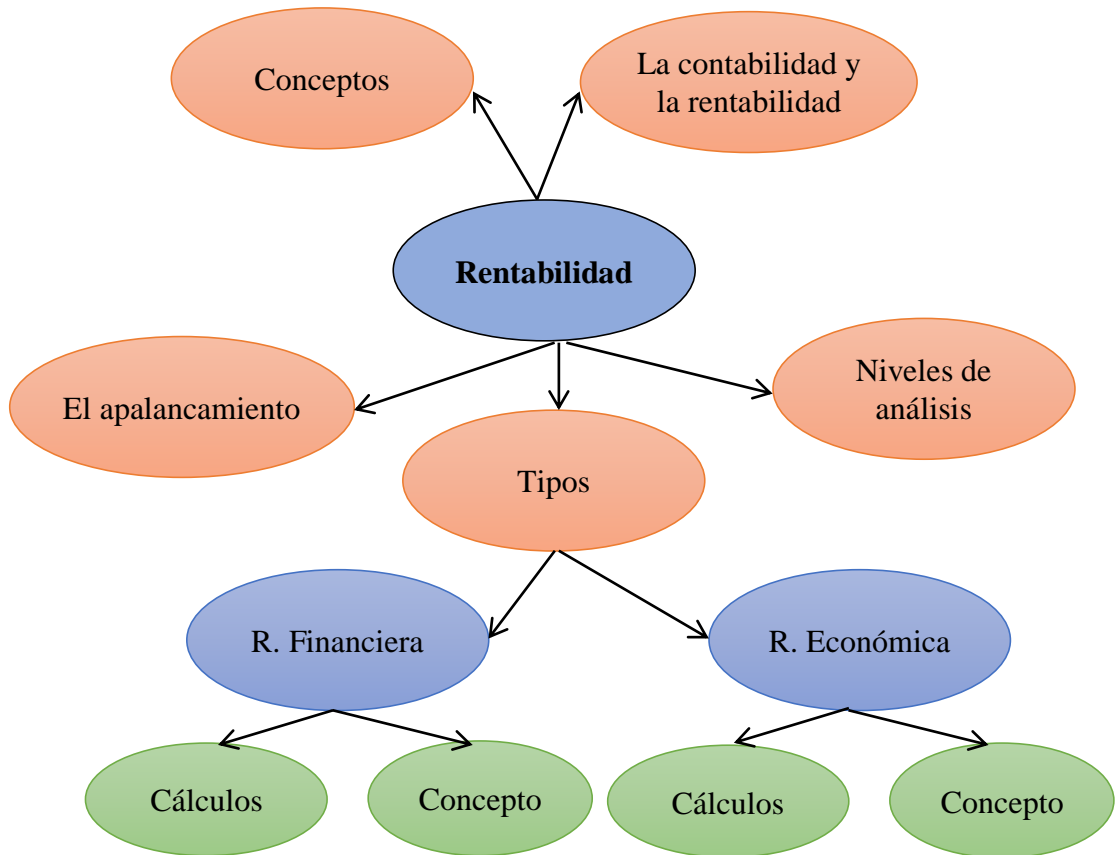 Conceptos
La contabilidad y
la rentabilidad
Rentabilidad
El apalancamiento
Niveles de
análisis
Tipos
R. Financiera
R. Económica
Cálculos
Concepto
Cálculos
Concepto